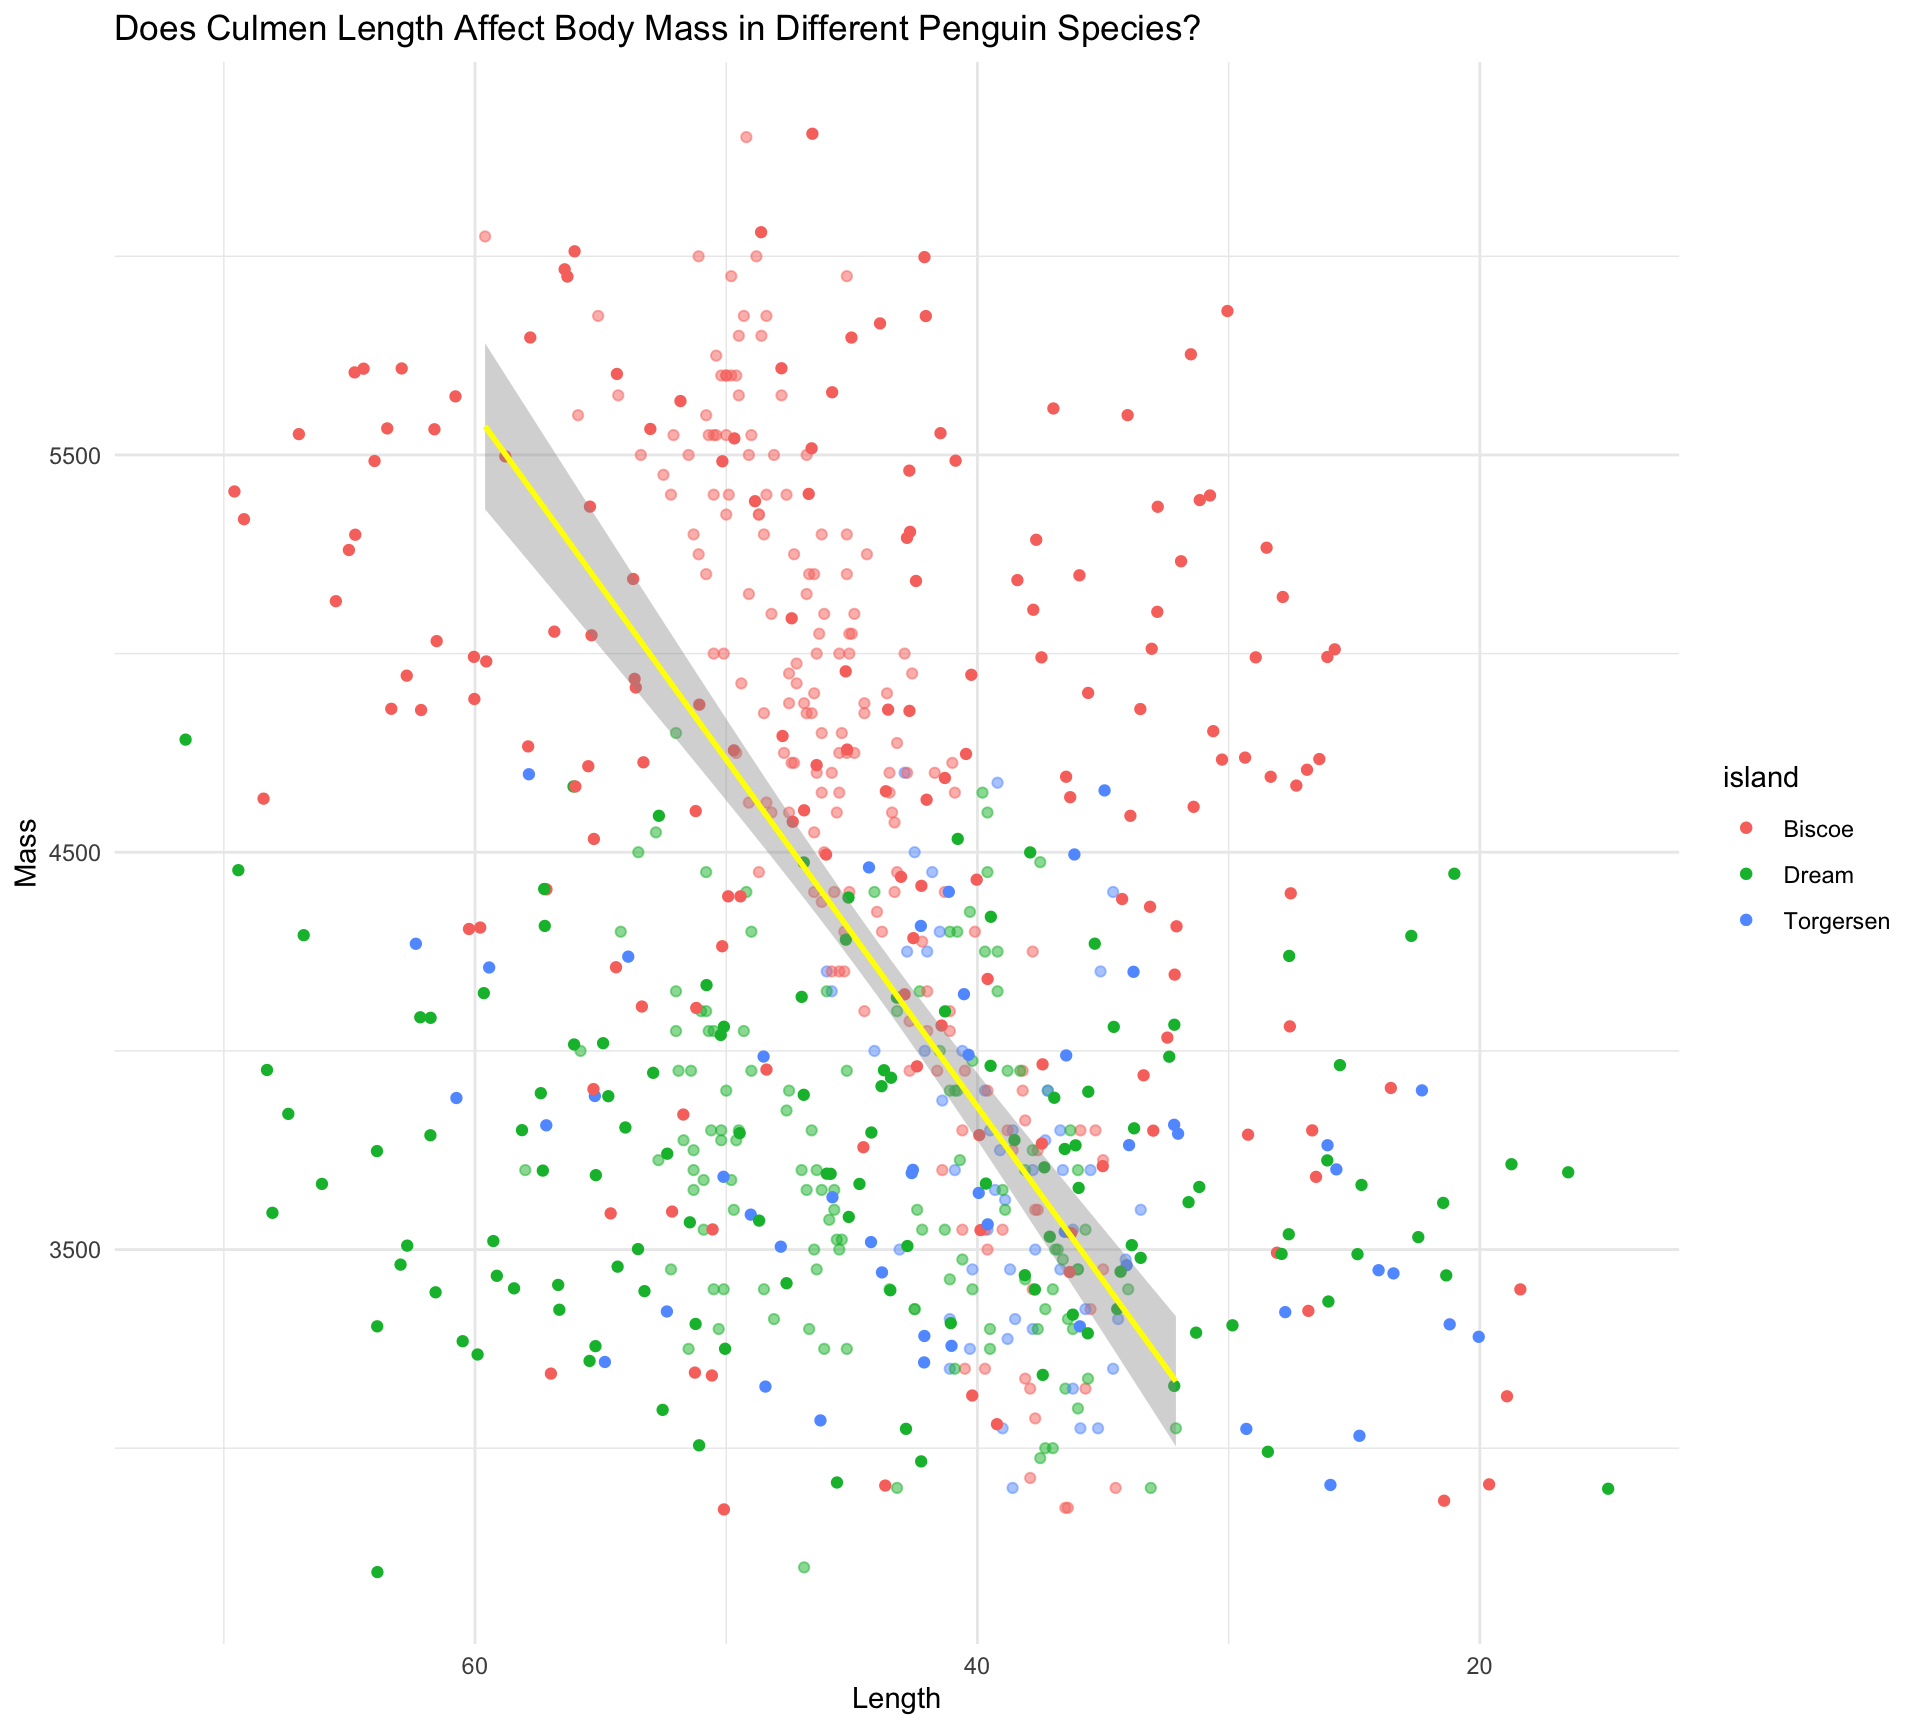 Does Culmen Length Affect Body Mass in Different Penguin Species?
Mass
5500
4500
3500
60
40
20
Length
island
Biscoe
Dream
Torgersen